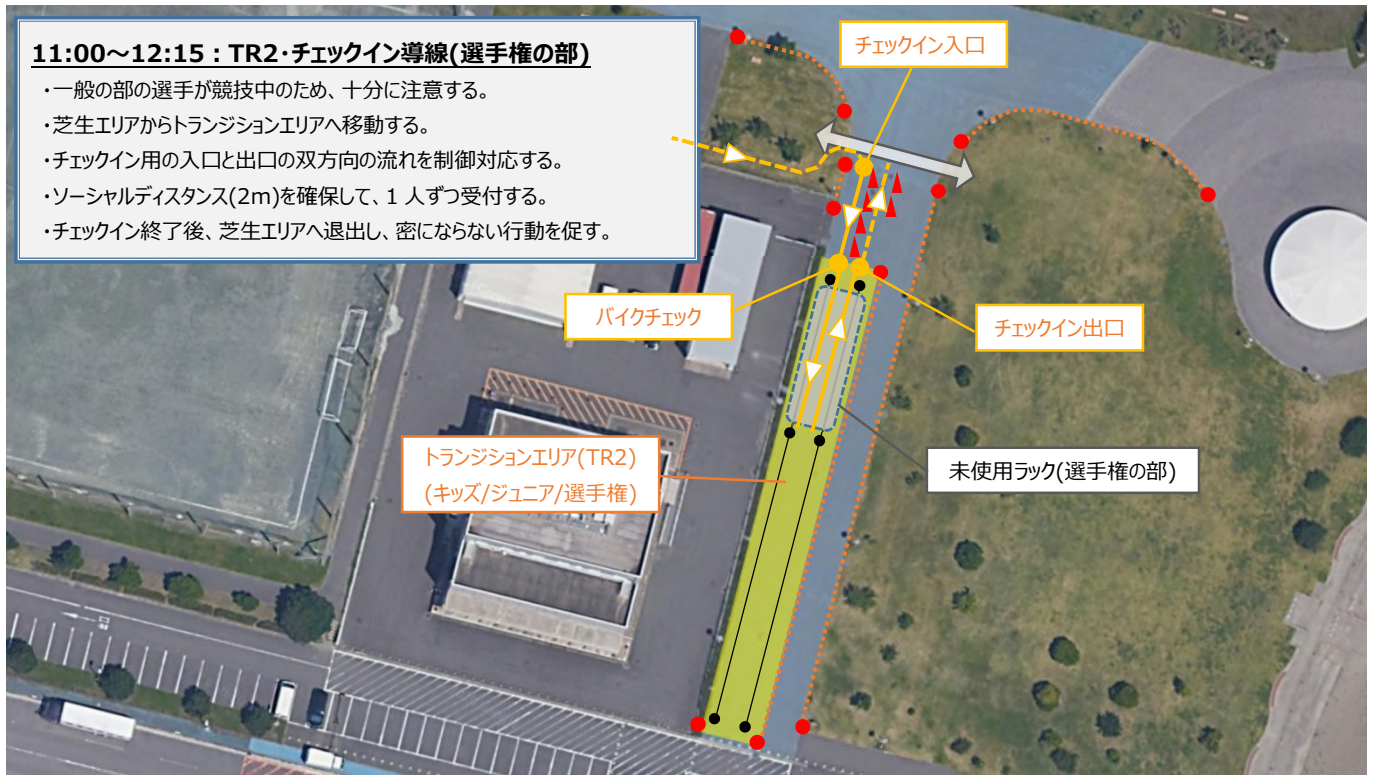 11:00～12:15：TR2・チェックイン導線(選手権の部)
・一般の部の選手が競技中のため、十分に注意する。
・芝生エリアからトランジションエリアへ移動する。
・チェックイン用の入口と出口の双方向の流れを制御対応する。
・ソーシャルディスタンス(2m)を確保して、1人ずつ受付する。
・チェックイン終了後、芝生エリアへ退出し、密にならない行動を促す。
チェックイン入口
バイクチェック
チェックイン出口
トランジションエリア(TR2)
(キッズ/ジュニア/選手権)
未使用ラック(選手権の部)